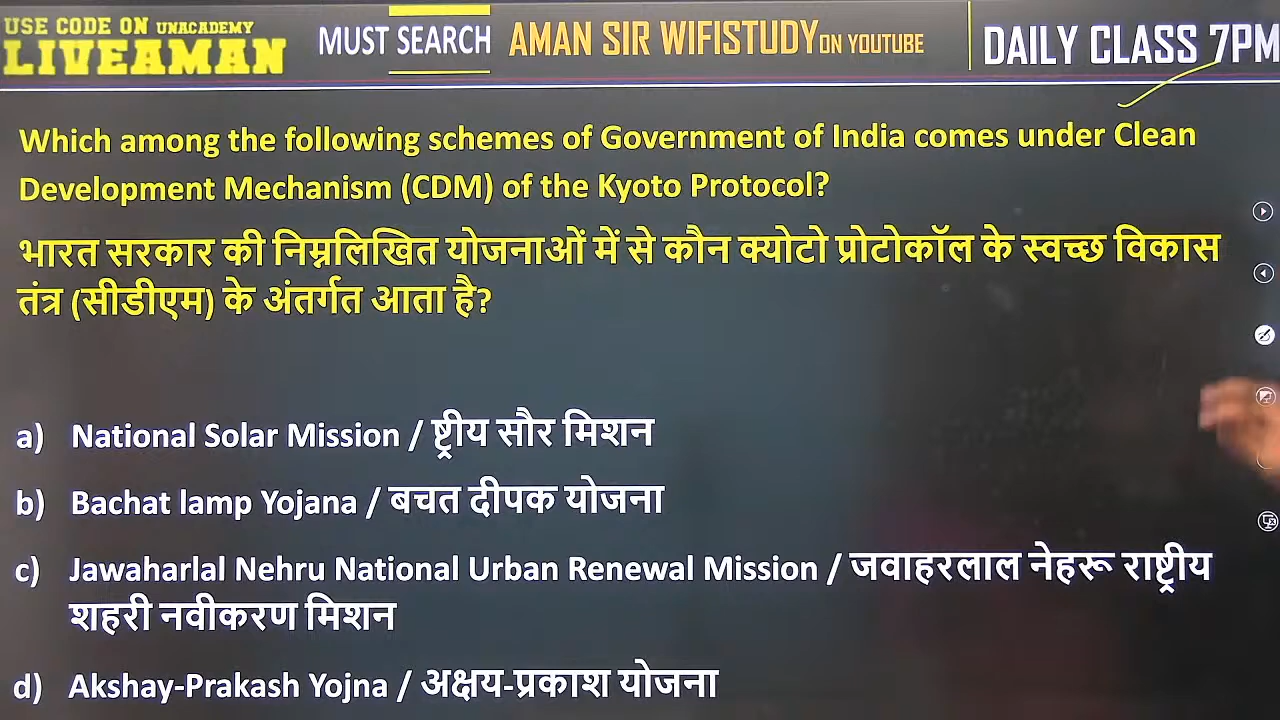 USE CODE ON UNACADEMY
LIVEAMAN
MUST SEARCH AMAN SIR WIFISTUDY ON YOUTUBE
DAILY CLASS 7PM
Which among the following schemes of Government of India comes under Clean
Development Mechanism (CDM) of the Kyoto Protocol?
भारत सरकार की निम्नलिखित योजनाओं में से कौन क्योटो प्रोटोकॉल के स्वच्छ विकास
तंत्र (सीडीएम) के अंतर्गत आता है?
a) National Solar Mission / ष्ट्रीय सौर मिशन
b) Bachat lamp Yojana / बचत दीपक योजना
c) Jawaharlal Nehru National Urban Renewal Mission / जवाहरलाल नेहरू राष्ट्रीय
शहरी नवीकरण मिशन
d) Akshay-Prakash Yojna / अक्षय-प्रकाश योजना